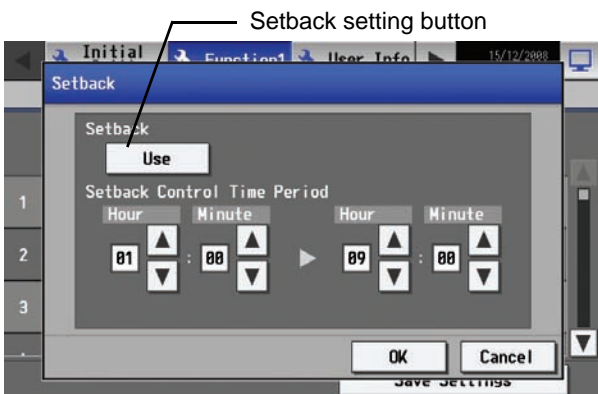 Setback setting button
Initial Function1 User Info 15/12/2008
Setback
Setback
Use
Setback Control Time Period
Hour Minute Hour Minute
01 : 00 09 : 00
1
2
3
OK Cancel
Save Settings